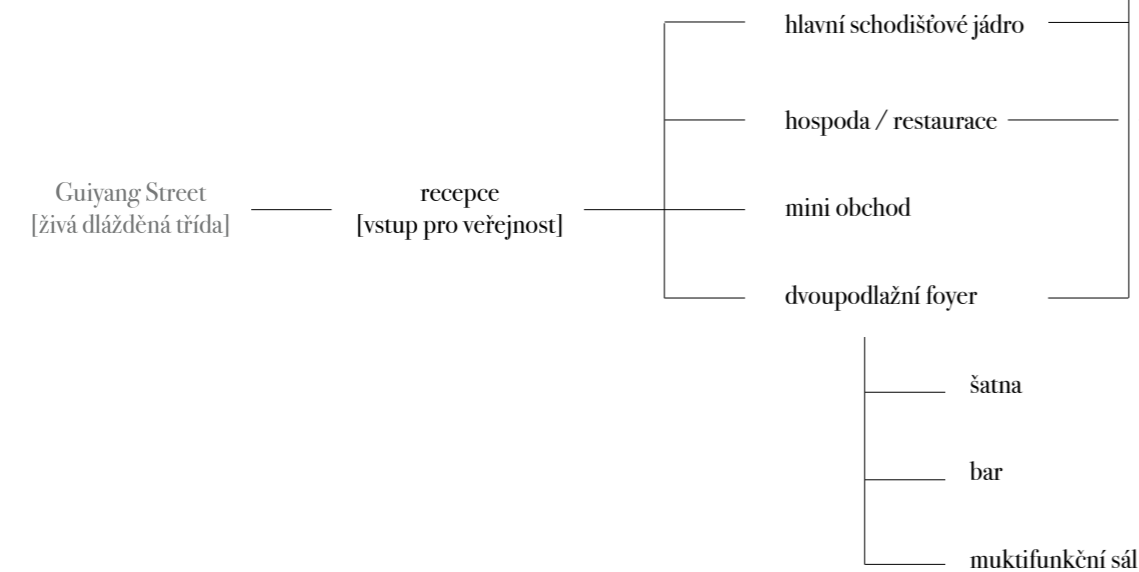 hlavní schodišťové jádro
hospoda / restaurace
Guiyang Street
[živá dlážděná třída]
recepce
[vstup pro veřejnost]
mini obchod
dvoupodlažní foyer
šatna
bar
muktifunkční sál